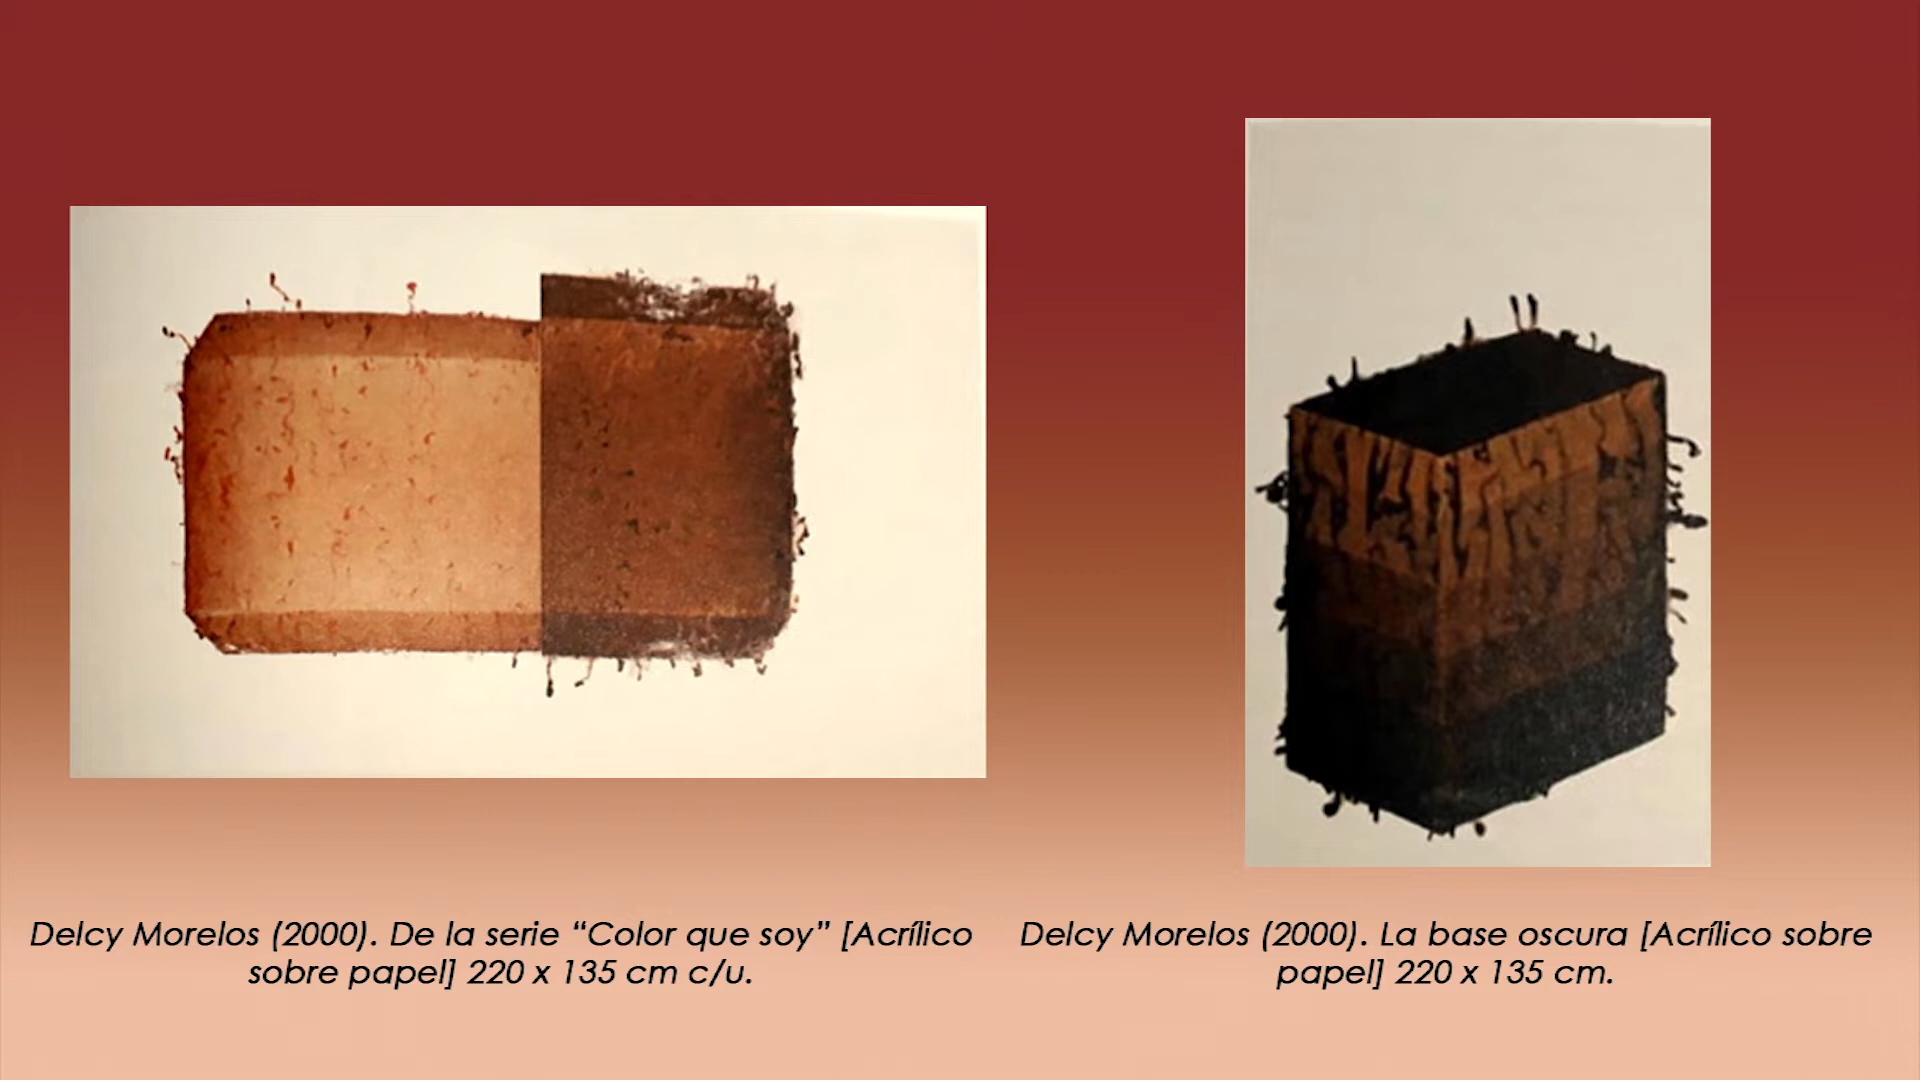 Delcy Morelos (2000). De la serie “Color que soy” [Acrílico
sobre papel] 220 x 135 cm c/u.
Delcy Morelos (2000). La base oscura [Acrílico sobre
papel] 220 x 135 cm.